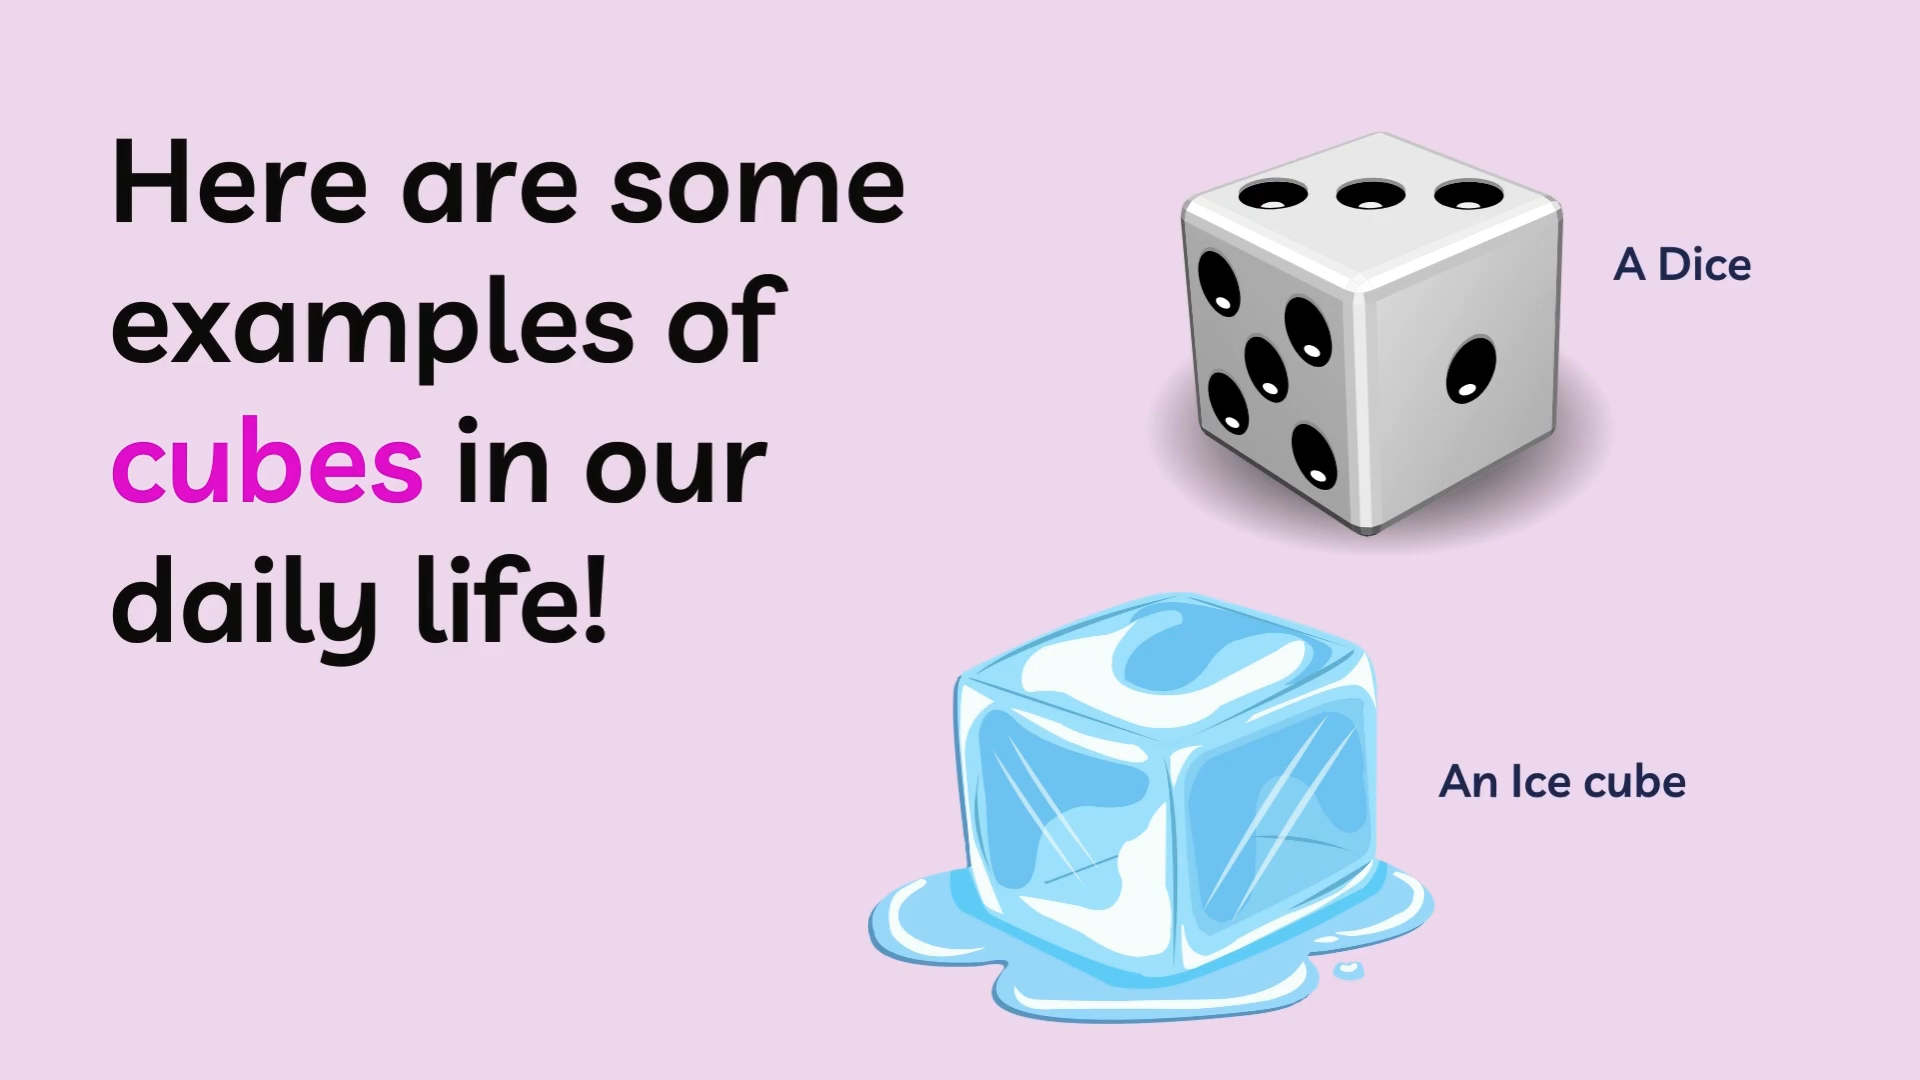 Here are some
examples of
cubes in our
daily life!
A Dice
An Ice cube